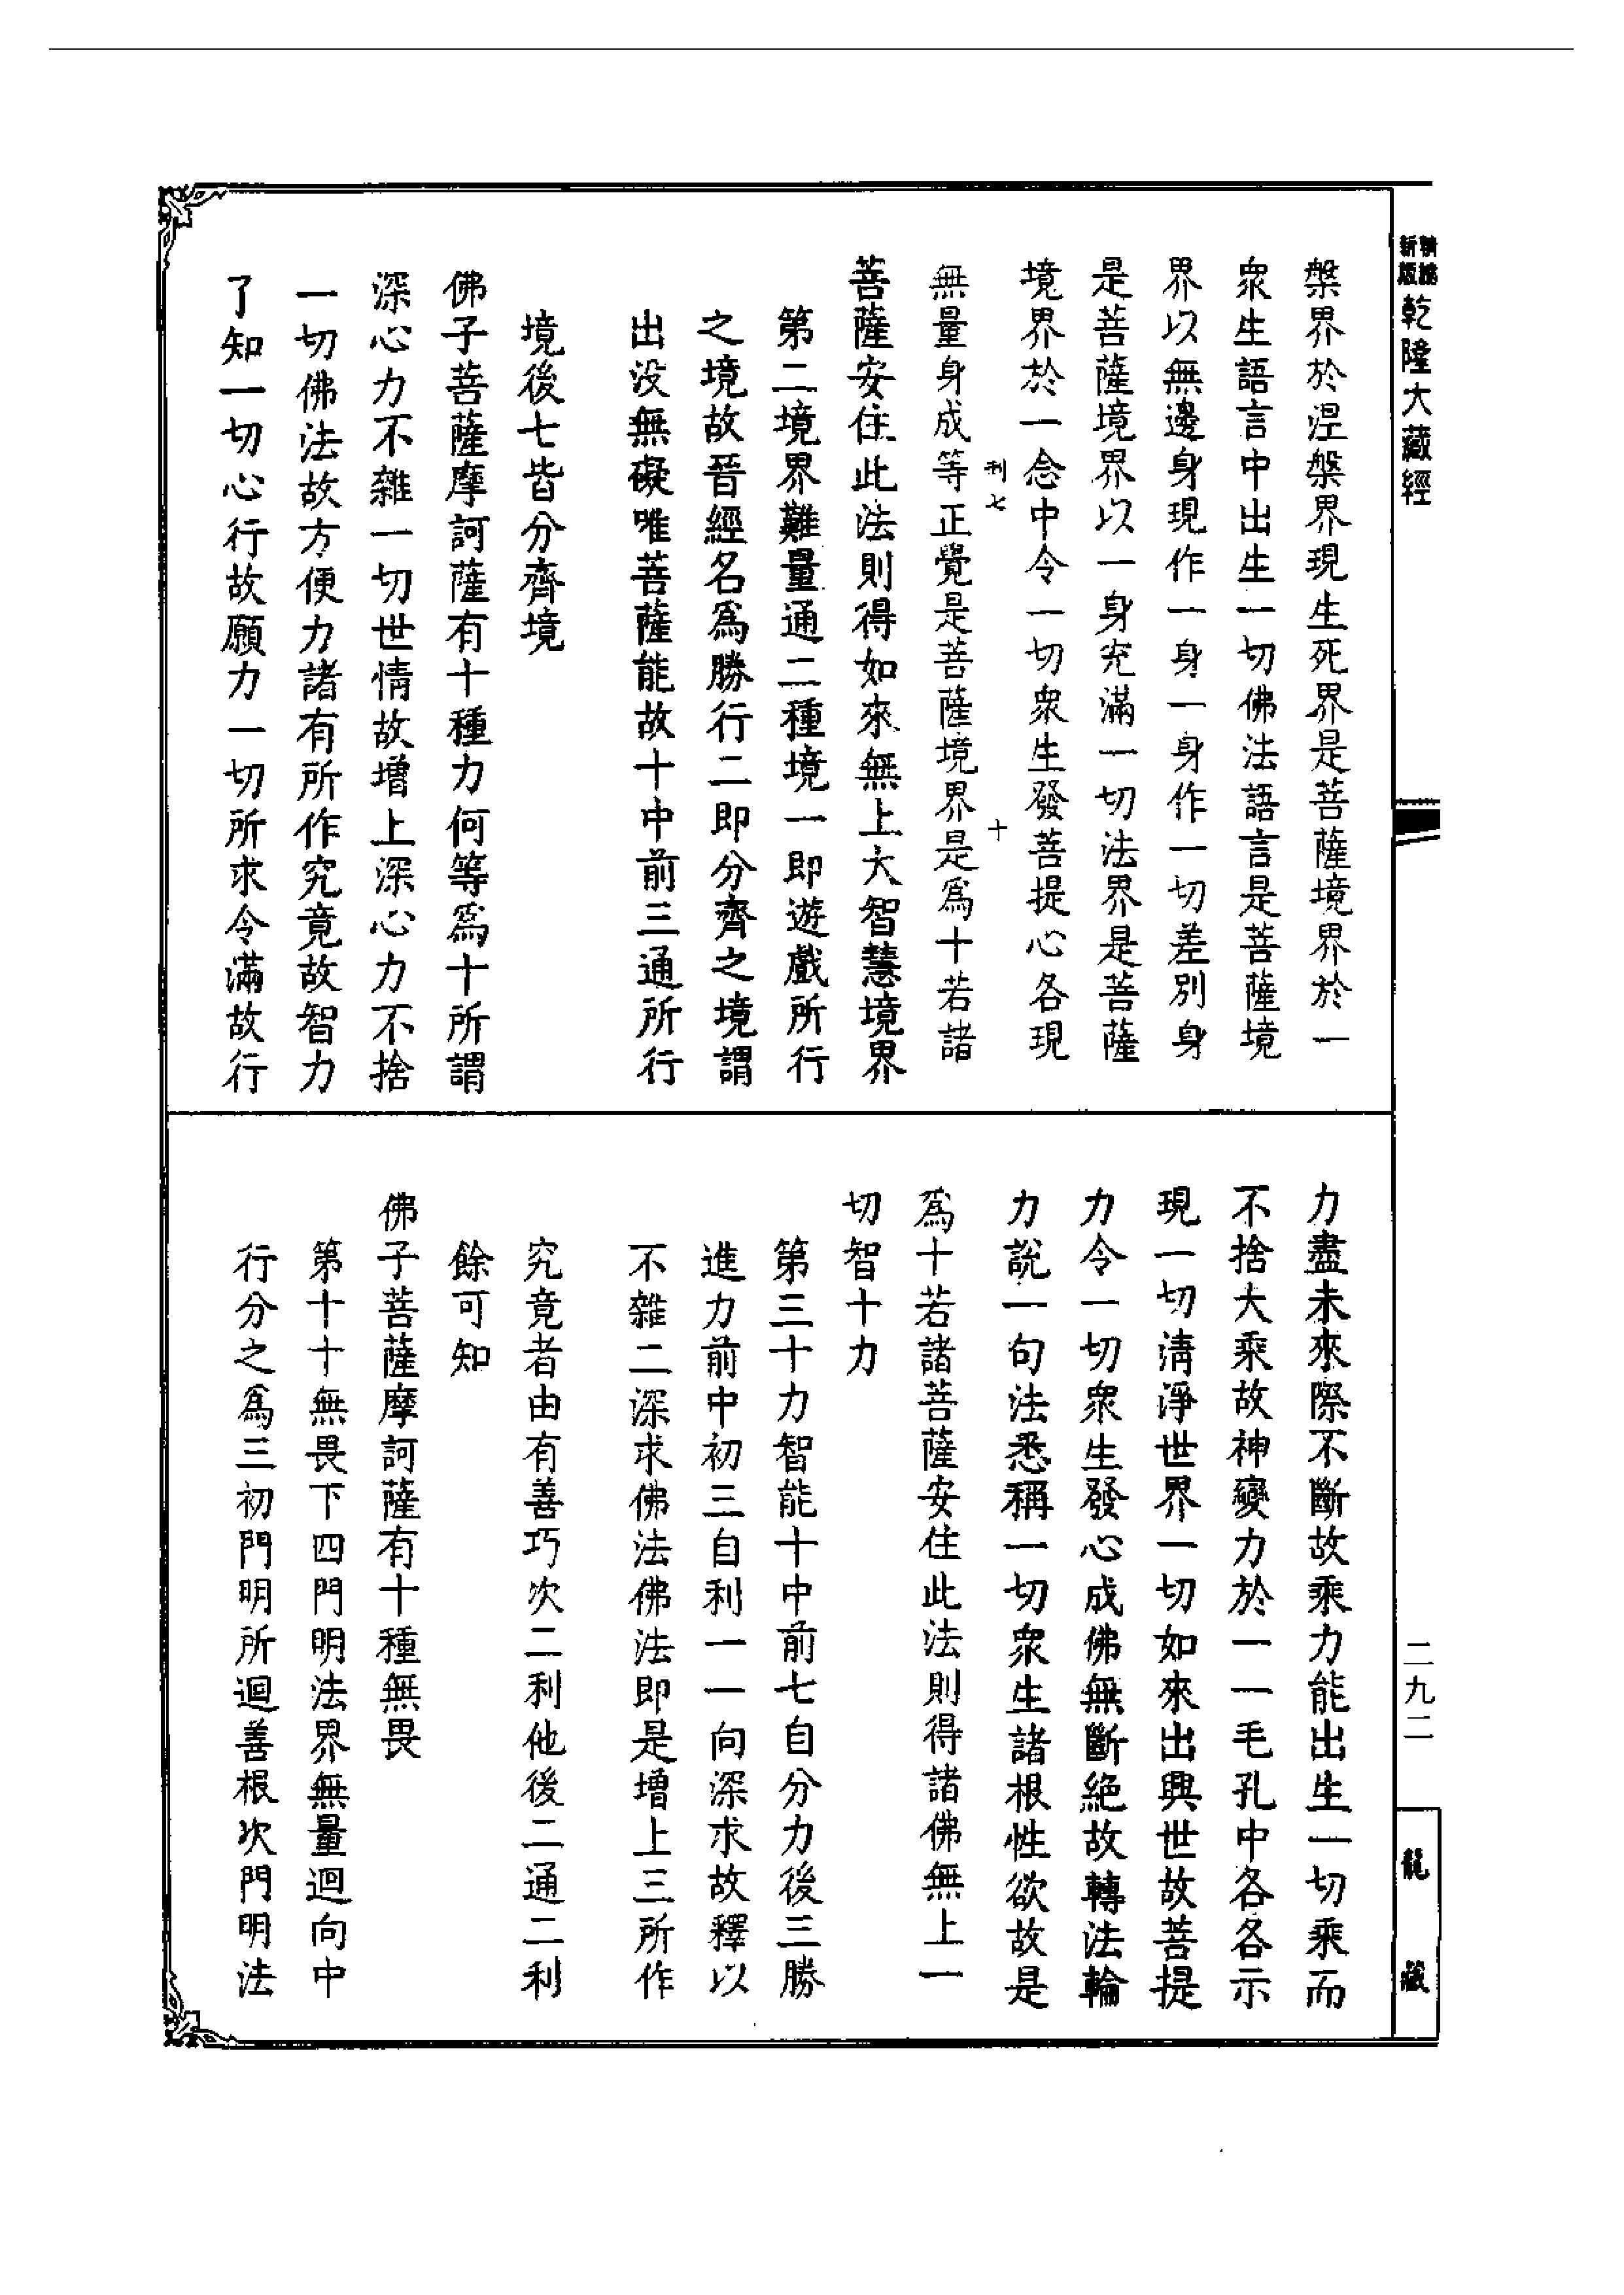 新版精縮乾隆大藏經
槃界於涅槃界現生死界是菩薩境界於一
衆生語言中出生一切佛法語言是菩薩境
界以無邊身現作一身一身作一切差別身
是菩薩境界以一身充滿一切法界是菩薩
境界於一念中令一切衆生發菩提心各現
刋七 十
無量身成等正覺是菩薩境界是爲十若諸
菩薩安住此法則得如來無上大智慧境界
第二境界難量通二種境一即遊戲所行
之境故晉經名爲勝行二即分齊之境謂
出没無礙唯菩薩能故十中前三通所行
境後七皆分齊境
佛子菩薩摩訶薩有十種力何等爲十所謂
深心力不雜一切世情故增上深心力不捨
一切佛法故方便力諸有所作究竟故智力
了知一切心行故願力一切所求令滿故行
力盡未來際不斷故乘力能出生一切乘而
不捨大乘故神變力於一一毛孔中各各示
現一切清淨世界一切如來出興世故菩提
力令一切衆生發心成佛無斷絕故轉法輪
力說一句法悉稱一切衆生諸根性欲故是
爲十若諸菩薩安住此法則得諸佛無上一
切智十力
第三十力智能十中前七自分力後三勝
進力前中初三自利一一向深求故釋以
不雜二深求佛法佛法即是增上三所作
究竟者由有善巧次二利他後二通二利
餘可知
佛子菩薩摩訶薩有十種無畏
第十十無畏下四門明法界無量迴向中
行分之爲三初門明所迴善根次門明法
二九二
龍藏